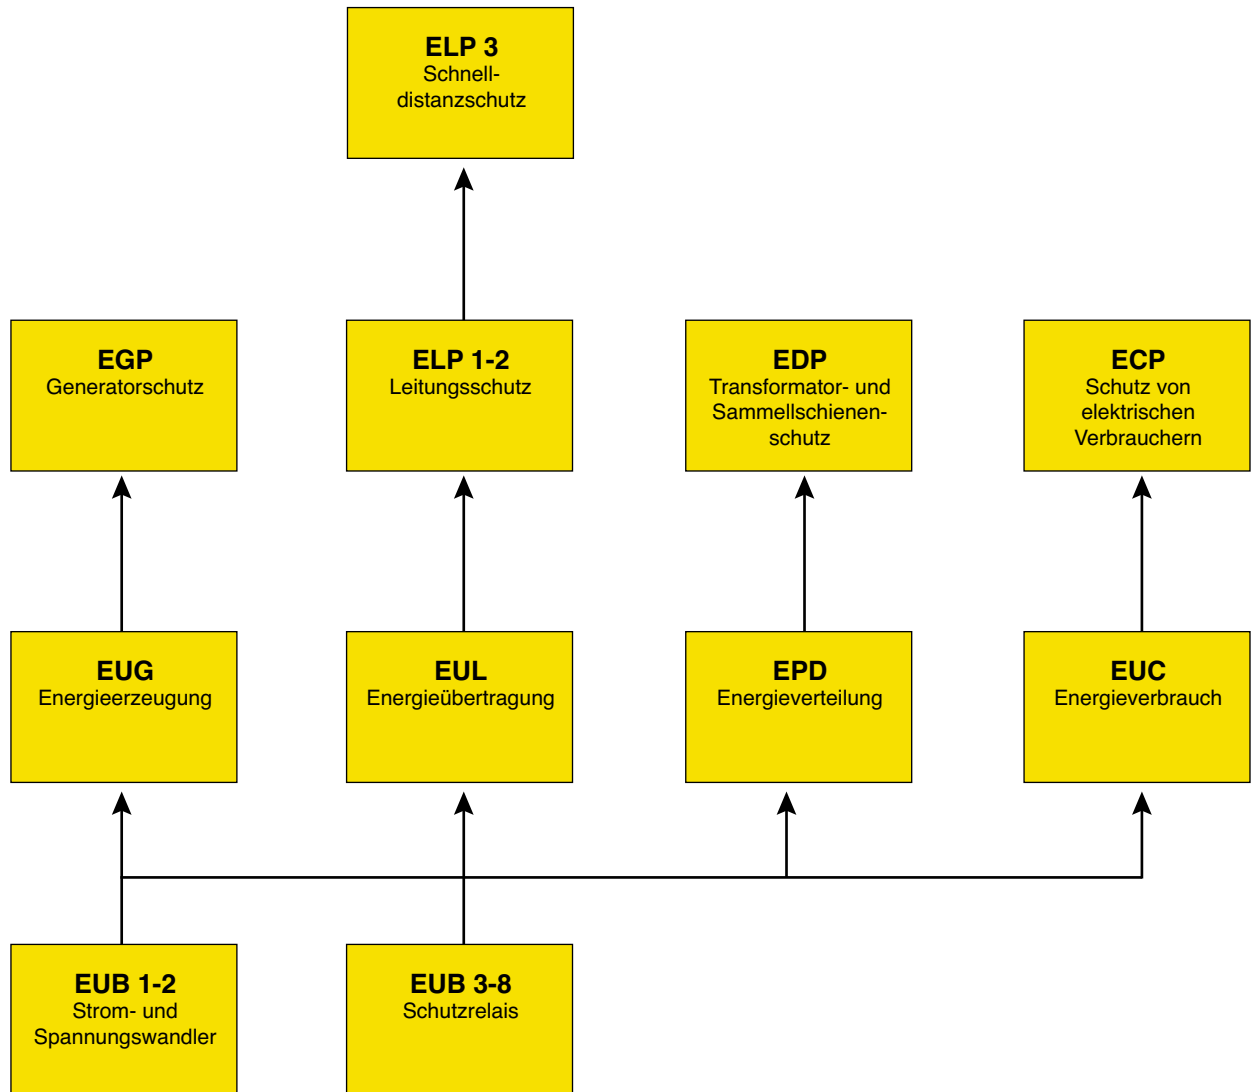 ELP 3
Schnell-
distanzschutz
EGP
Generatorschutz
ELP 1-2
Leitungsschutz
EDP
Transformator- und
Sammellschienen-
schutz
ECP
Schutz von
elektrischen
Verbrauchern
EUG
Energieerzeugung
EUL
Energieübertragung
EPD
Energieverteilung
EUC
Energieverbrauch
EUB 1-2
Strom- und
Spannungswandler
EUB 3-8
Schutzrelais